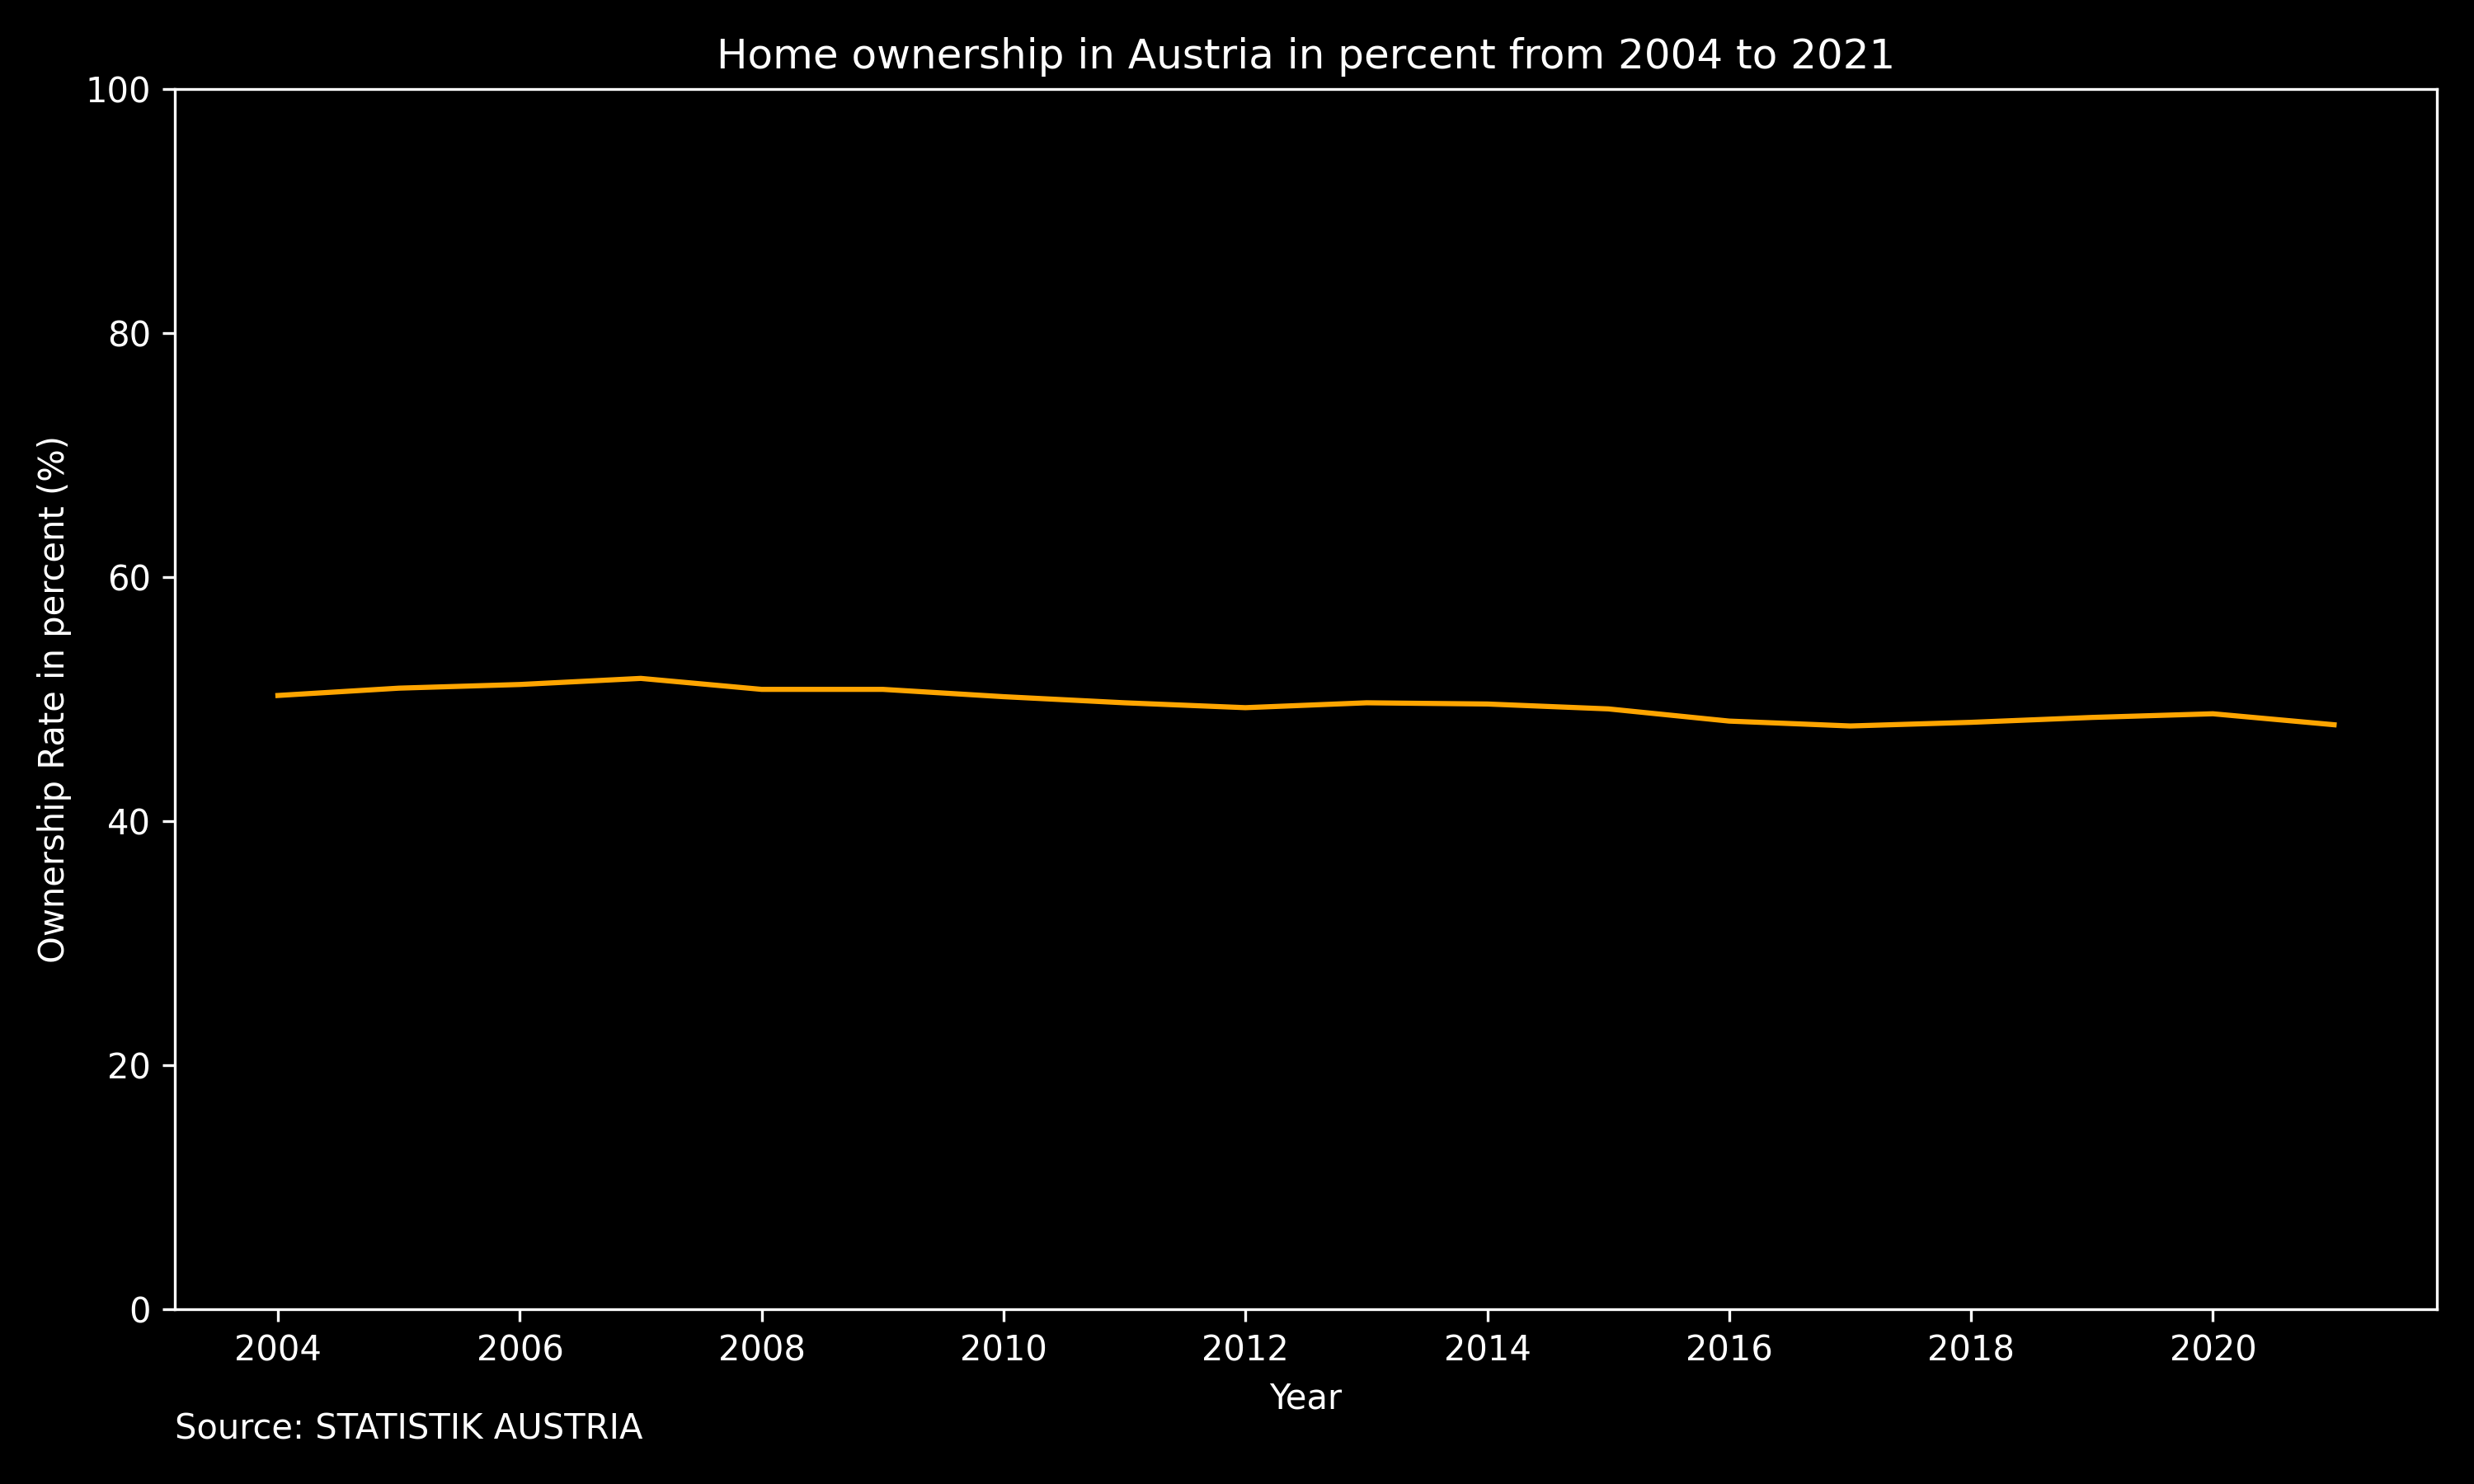 Home ownership in Austria in percent from 2004 to 2021
Ownership Rate in percent (%)
100
80
60
40
20
0
2004 2006 2008 2010 2012 2014 2016 2018 2020
Year
Source: STATISTIK AUSTRIA